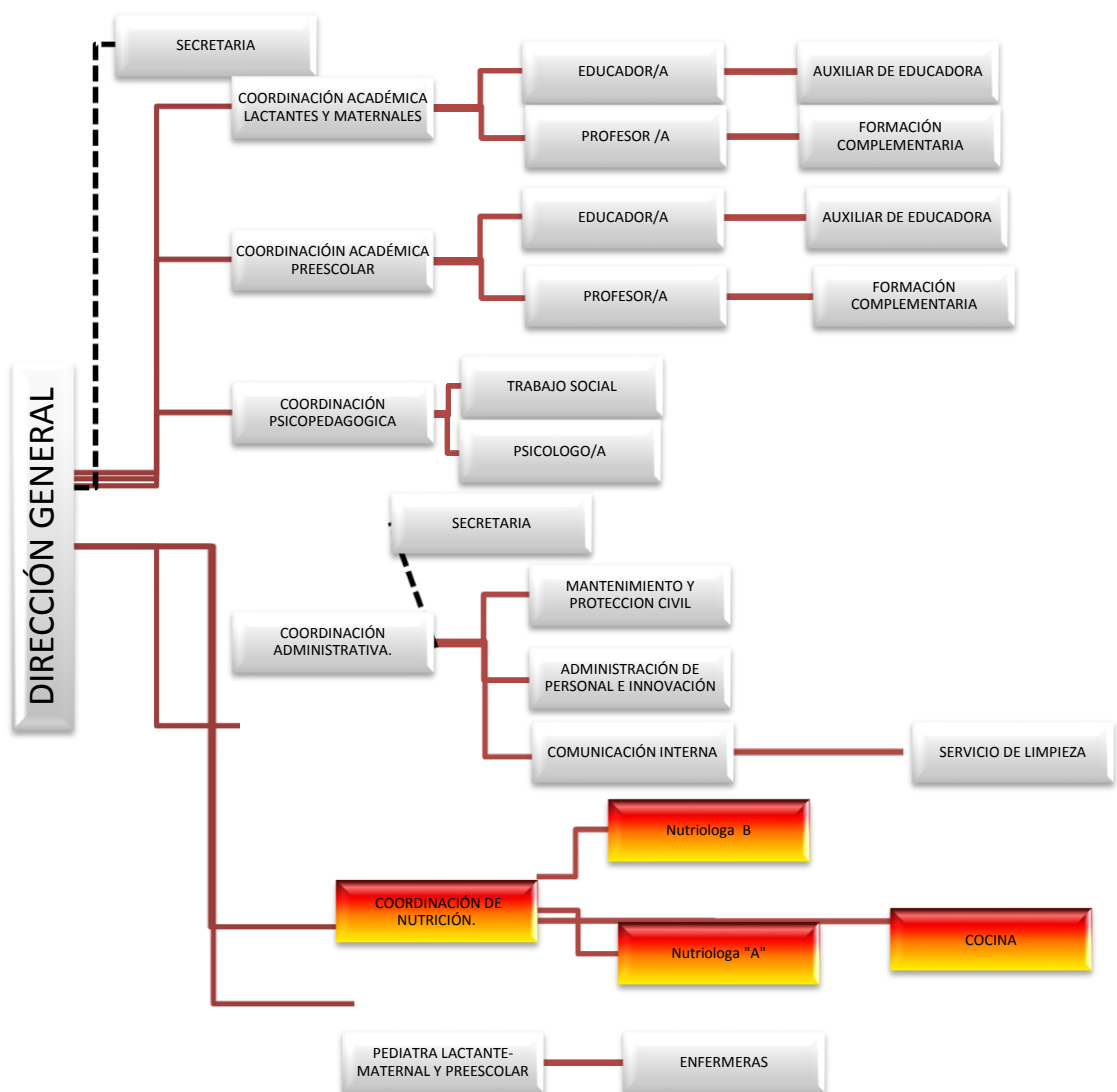 SECRETARIA
COORDINACIÓN ACADÉMICA
LACTANTES Y MATERNALES
EDUCADOR/A
AUXILIAR DE EDUCADORA
PROFESOR /A
FORMACIÓN
COMPLEMENTARIA
COORDINACIÓIN ACADÉMICA
PREESCOLAR
EDUCADOR/A
AUXILIAR DE EDUCADORA
PROFESOR/A
FORMACIÓN
COMPLEMENTARIA
DIRECCIÓN GENERAL
COORDINACIÓN
PSICOPEDAGOGICA
TRABAJO SOCIAL
PSICOLOGO/A
SECRETARIA
COORDINACIÓN
ADMINISTRATIVA.
MANTENIMIENTO Y
PROTECCION CIVIL
ADMINISTRACIÓN DE
PERSONAL E INNOVACIÓN
COMUNICACIÓN INTERNA
SERVICIO DE LIMPIEZA
Nutriologa B
COORDINACIÓN DE
NUTRICIÓN.
Nutriologa "A"
COCINA
PEDIATRA LACTANTE-
MATERNAL Y PREESCOLAR
ENFERMERAS